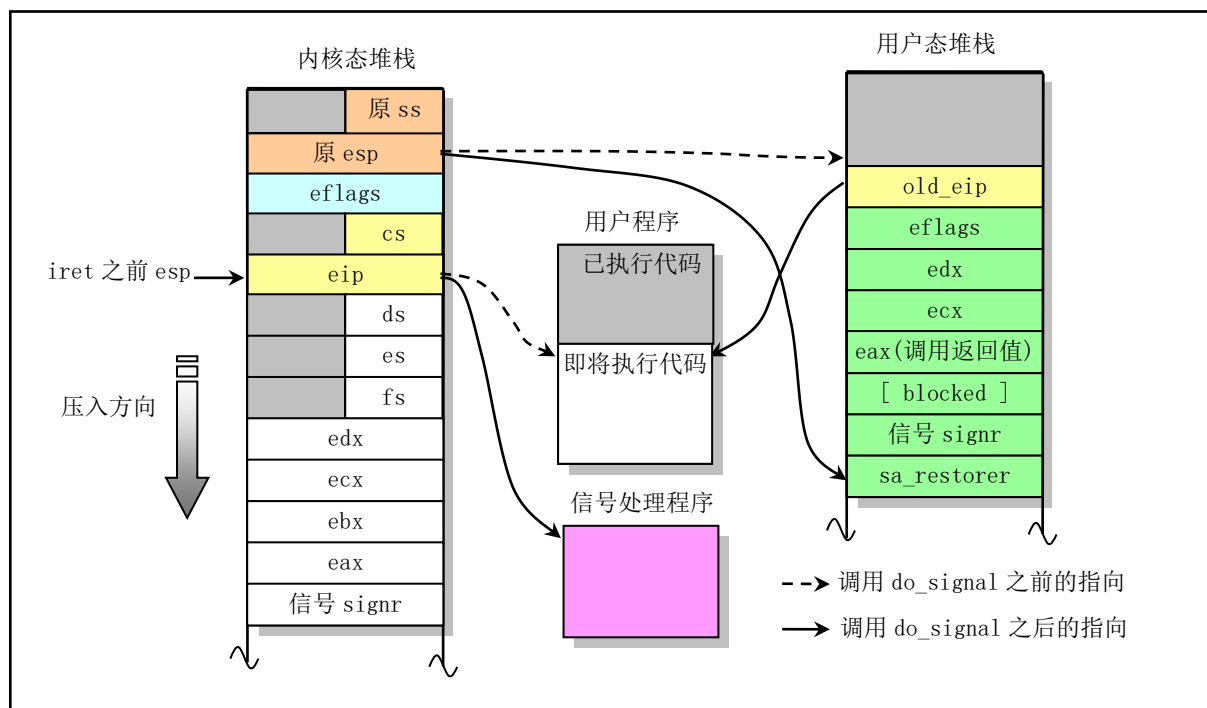 内核态堆栈
原 ss
原 esp
eflags
cs
eip
ds
es
fs
edx
ecx
ebx
eax
信号 signr
iret 之前 esp
压入方向
用户程序
已执行代码
即将执行代码
信号处理程序
用户态堆栈
old_eip
eflags
edx
ecx
eax(调用返回值)
[ blocked ]
信号 signr
sa_restorer
调用 do_signal 之前的指向
调用 do_signal 之后的指向